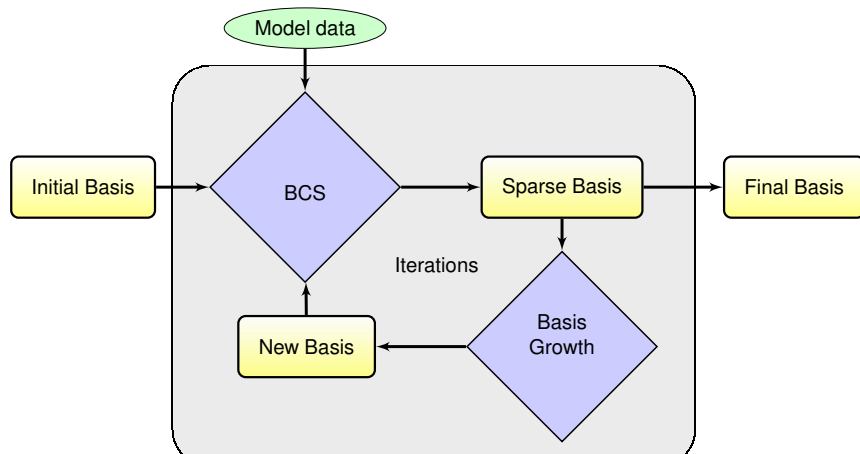 Model data
Initial Basis
BCS
Sparse Basis
Final Basis
Iterations
New Basis
Basis
Growth